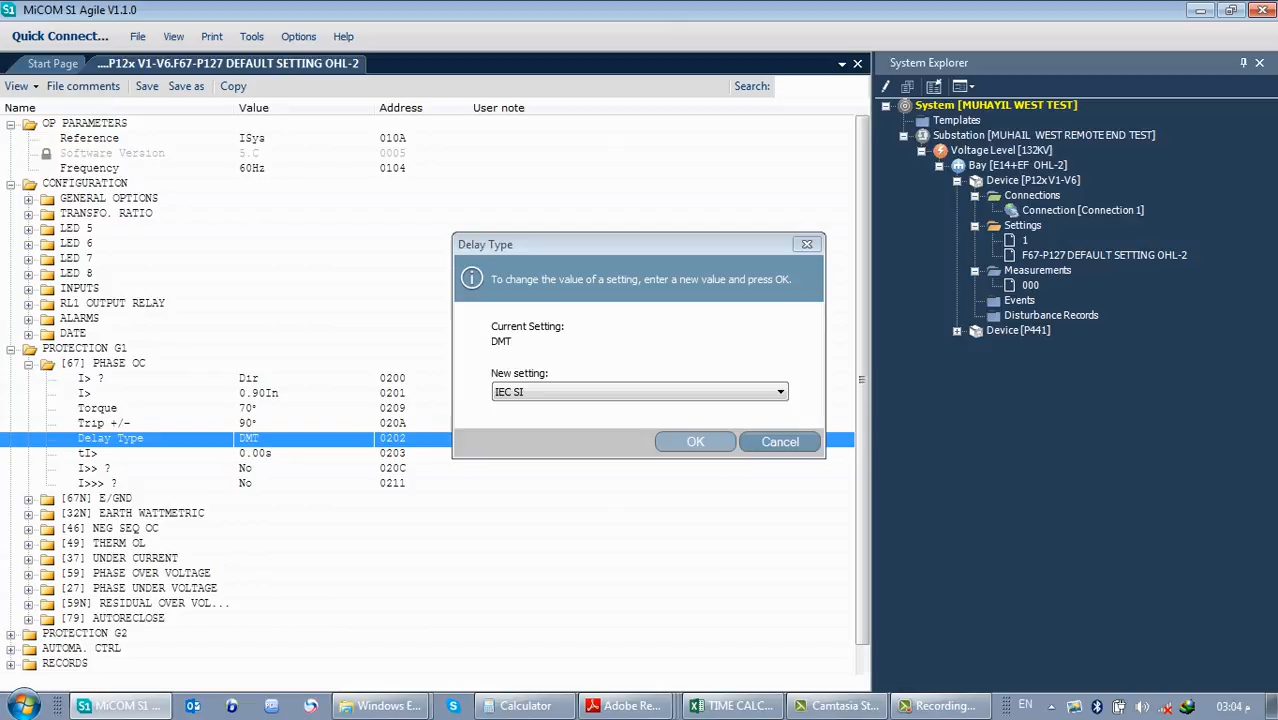 S1 MiCOM S1 Agile V1.1.0
Quick Connect... File View Print Tools Options Help
Start Page ....P12x V1-V6.F67-P127 DEFAULT SETTING OHL-2
View File comments Save Save as Copy Search:
Name Value Address User note
OP PARAMETERS
Reference ISya 010A
Software Version 5.C 0005
Frequency 60Hz 0104
CONFIGURATION
GENERAL OPTIONS
TRANSFO. RATIO
LED 5
LED 6
LED 7
LED 8
INPUTS
RL1 OUTPUT RELAY
ALARMS
DATE
PROTECTION G1
[67] PHASE OC
I> ? Dir 0200
I> 0.90In 0201
Torque 70° 0209
Trip +/- 90° 020A
Delay Type DMT 0202
tI> 0.00s 0203
I>> ? No 020C
I>>> ? No 0211
[67N] E/GND
[32N] EARTH WATTMETRIC
[46] NEG SEQ OC
[49] THERM OL
[37] UNDER CURRENT
[59] PHASE OVER VOLTAGE
[27] PHASE UNDER VOLTAGE
[59N] RESIDUAL OVER VOL...
[79] AUTORECLOSE
PROTECTION G2
AUTOMA. CTRL
RECORDS
Delay Type
To change the value of a setting, enter a new value and press OK.
Current Setting:
DMT
New setting:
IEC SI
OK Cancel
System Explorer
System [MUHAYIL WEST TEST]
Templates
Substation [MUHAIL WEST REMOTE END TEST]
Voltage Level [132KV]
Bay [E14+EF OHL-2]
Device [P12x V1-V6]
Connections
Connection [Connection 1]
Settings
1
F67-P127 DEFAULT SETTING OHL-2
Measurements
000
Events
Disturbance Records
Device [P441]
S1 MiCOM S1 ... Windows E... Calculator Adobe Re... TIME CALC... Camtasia St... Recording... EN 03:04 م